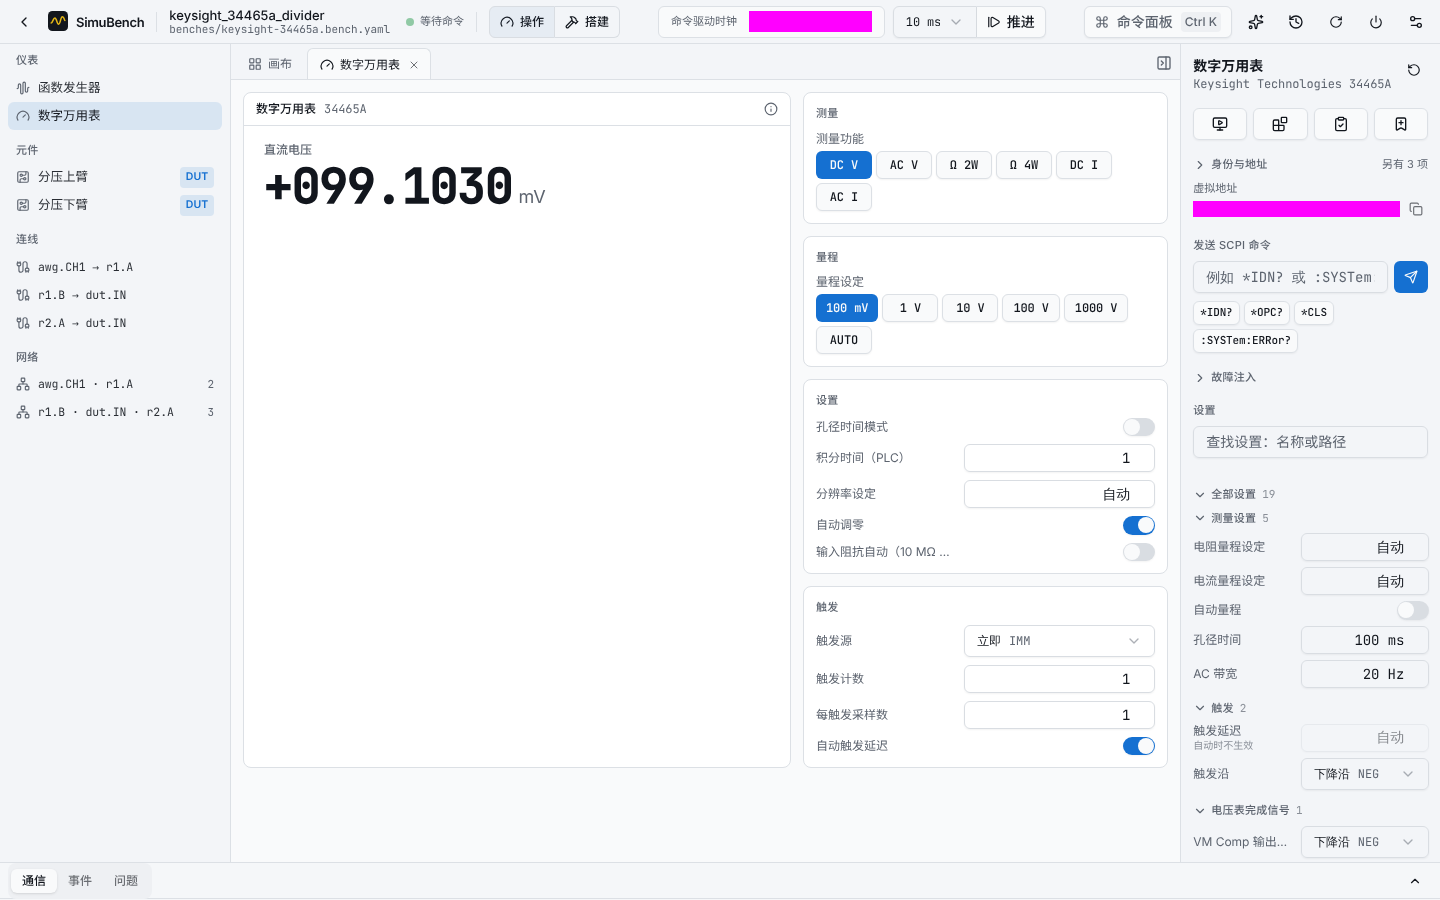 SimuBench
keysight_34465a_divider
benches/keysight-34465a.bench.yaml
等待命令
操作
搭建
命令驱动时钟
10 ms
推进
命令面板 Ctrl K
仪表
函数发生器
数字万用表
元件
分压上臂 DUT
分压下臂 DUT
连线
awg.CH1 → r1.A
r1.B → dut.IN
r2.A → dut.IN
网络
awg.CH1 · r1.A 2
r1.B · dut.IN · r2.A 3
画布
数字万用表
数字万用表 34465A
直流电压
+099.1030 mV
测量
测量功能
DC V
AC V
Ω 2W
Ω 4W
DC I
AC I
量程
量程设定
100 mV
1 V
10 V
100 V
1000 V
AUTO
设置
孔径时间模式
积分时间（PLC） 1
分辨率设定 自动
自动调零
输入阻抗自动（10 MΩ ...
触发
触发源 立即 IMM
触发计数 1
每触发采样数 1
自动触发延迟
数字万用表
Keysight Technologies 34465A
身份与地址 另有 3 项
虚拟地址
发送 SCPI 命令
例如 *IDN? 或 :SYSTem
*IDN?
*OPC?
*CLS
:SYSTem:ERRor?
故障注入
设置
查找设置：名称或路径
全部设置 19
测量设置 5
电阻量程设定 自动
电流量程设定 自动
自动量程
孔径时间 100 ms
AC 带宽 20 Hz
触发 2
触发延迟 自动
自动时不生效
触发沿 下降沿 NEG
电压表完成信号 1
VM Comp 输出... 下降沿 NEG
通信
事件
问题